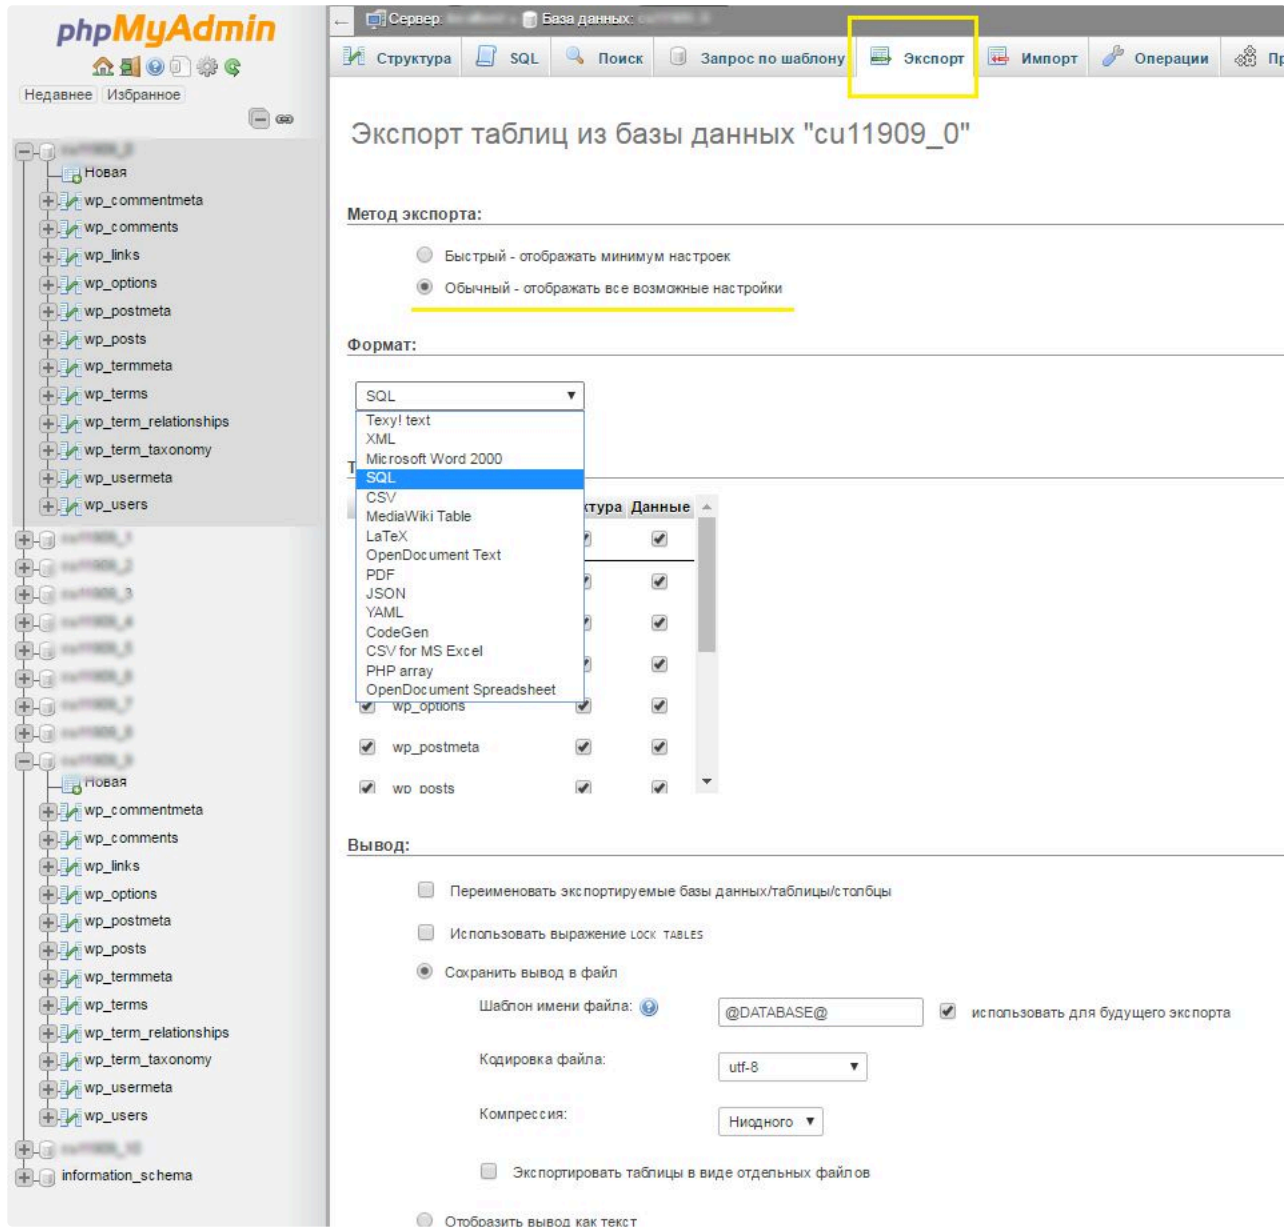 phpMyAdmin
Недавнее Избранное
Новая
wp_commentmeta
wp_comments
wp_links
wp_options
wp_postmeta
wp_posts
wp_termmeta
wp_terms
wp_term_relationships
wp_term_taxonomy
wp_usermeta
wp_users
Новая
wp_commentmeta
wp_comments
wp_links
wp_options
wp_postmeta
wp_posts
wp_termmeta
wp_terms
wp_term_relationships
wp_term_taxonomy
wp_usermeta
wp_users
information_schema
← Сервер: База данных:
Структура SQL Поиск Запрос по шаблону Экспорт Импорт Операции Пр
Экспорт таблиц из базы данных "cu11909_0"
Метод экспорта:
Быстрый - отображать минимум настроек
Обычный - отображать все возможные настройки
Формат:
SQL
Texy! text
XML
Microsoft Word 2000
SQL
CSV
MediaWiki Table
LaTeX
OpenDocument Text
PDF
JSON
YAML
CodeGen
CSV for MS Excel
PHP array
OpenDocument Spreadsheet
Т
ктура Данные
wp_options
wp_postmeta
wp_posts
Вывод:
Переименовать экспортируемые базы данных/таблицы/столбцы
Использовать выражение LOCK TABLES
Сохранить вывод в файл
Шаблон имени файла: @DATABASE@ использовать для будущего экспорта
Кодировка файла: utf-8
Компрессия: Ниодного
Экспортировать таблицы в виде отдельных файлов
Отобразить вывод как текст